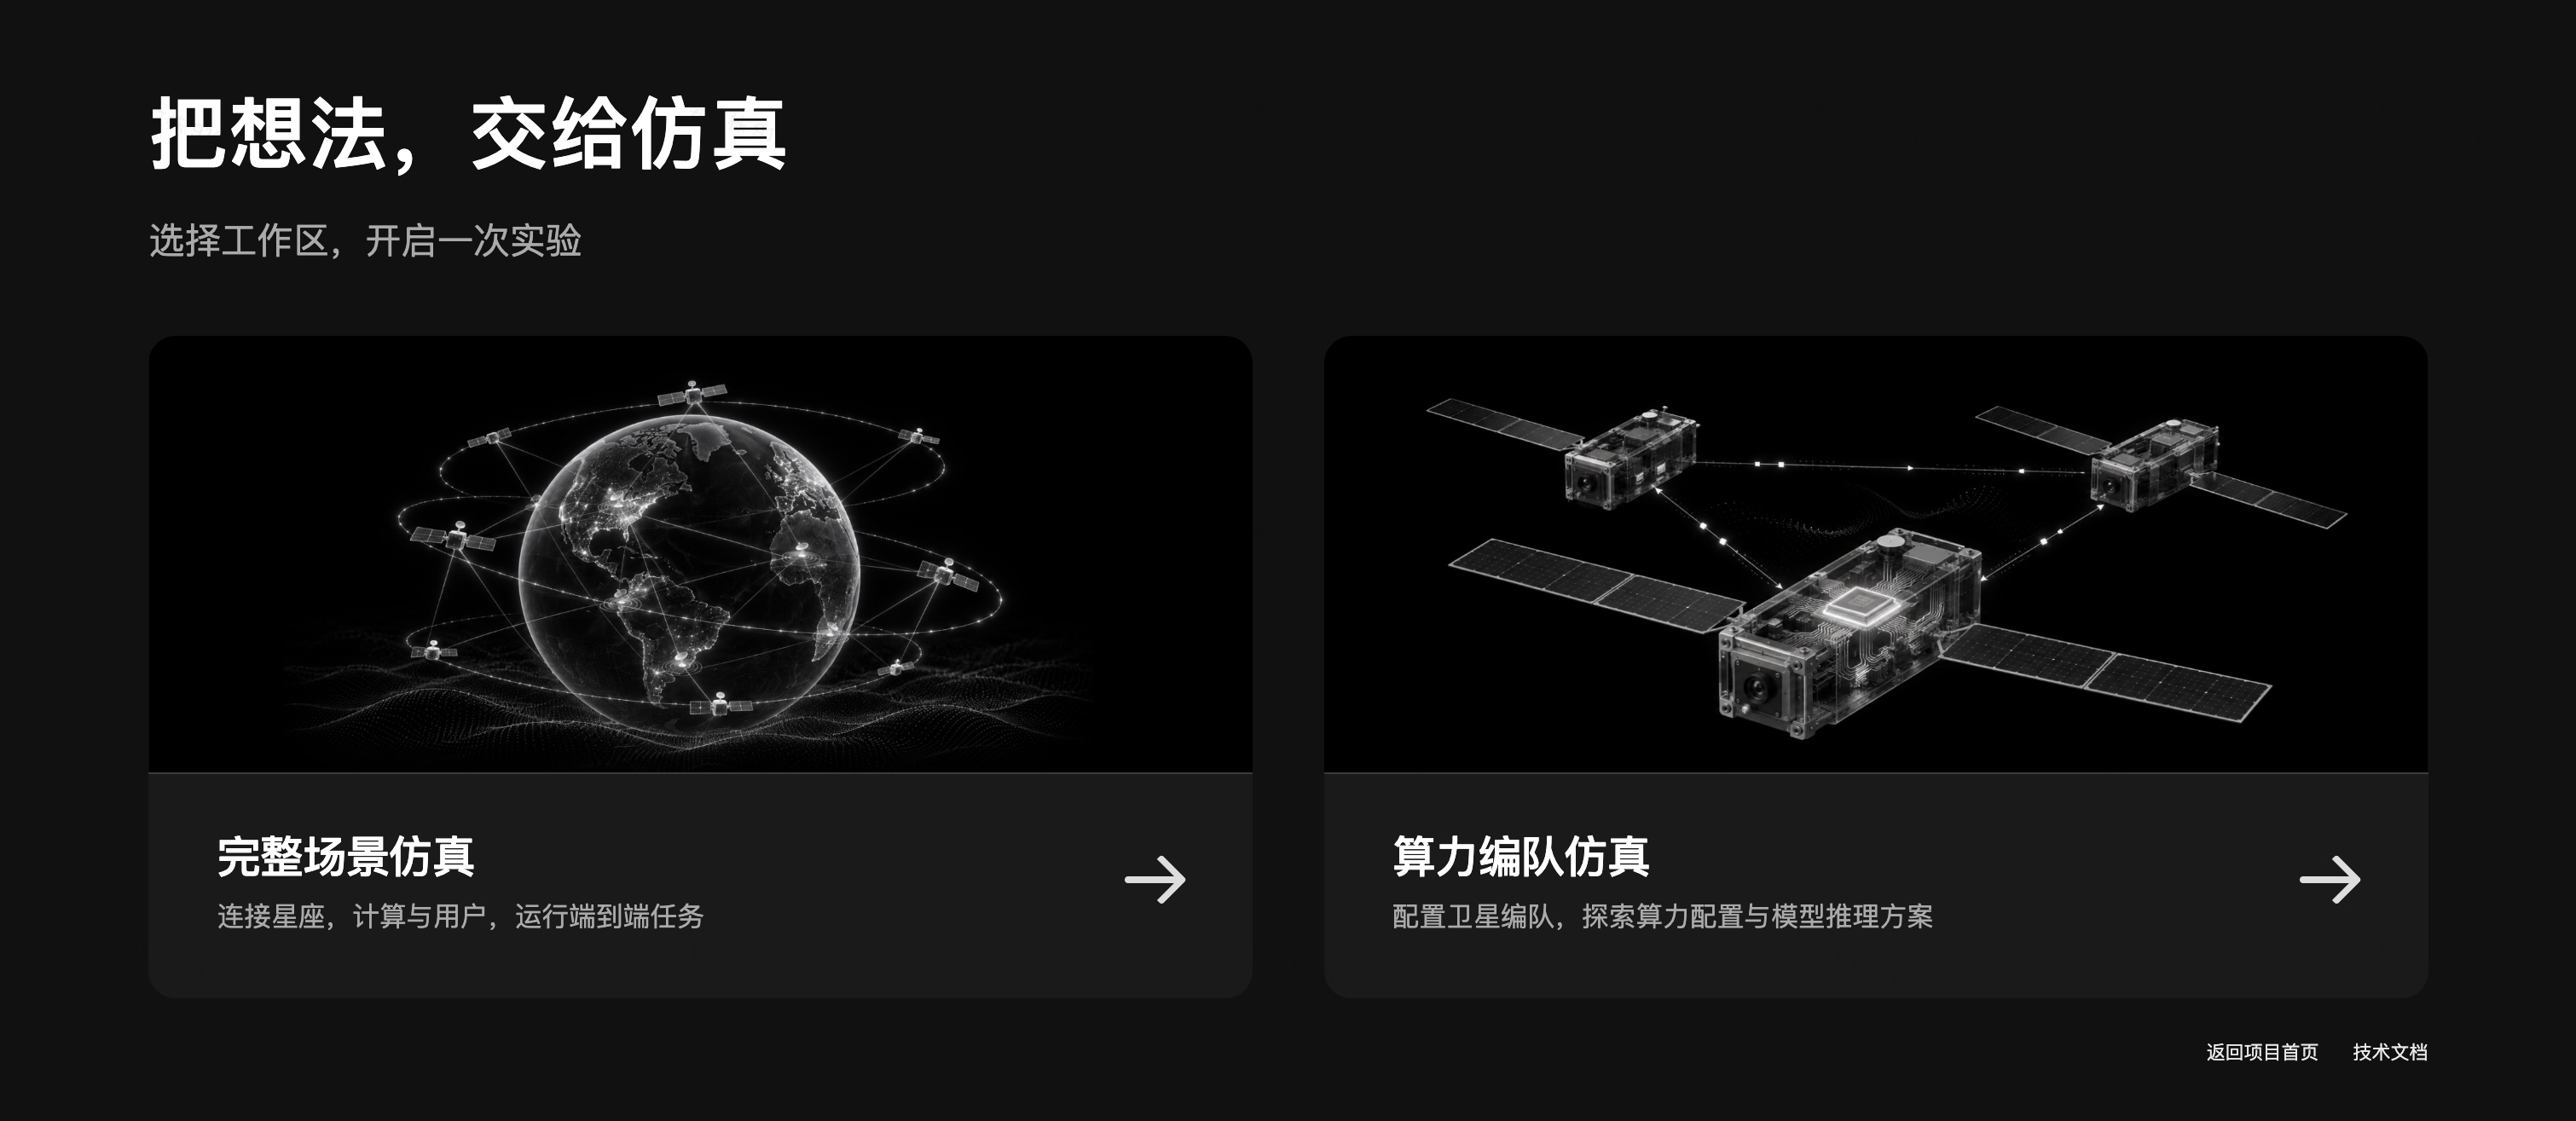 把想法，交给仿真
选择工作区，开启一次实验
完整场景仿真
连接星座，计算与用户，运行端到端任务
算力编队仿真
配置卫星编队，探索算力配置与模型推理方案
返回项目首页 技术文档